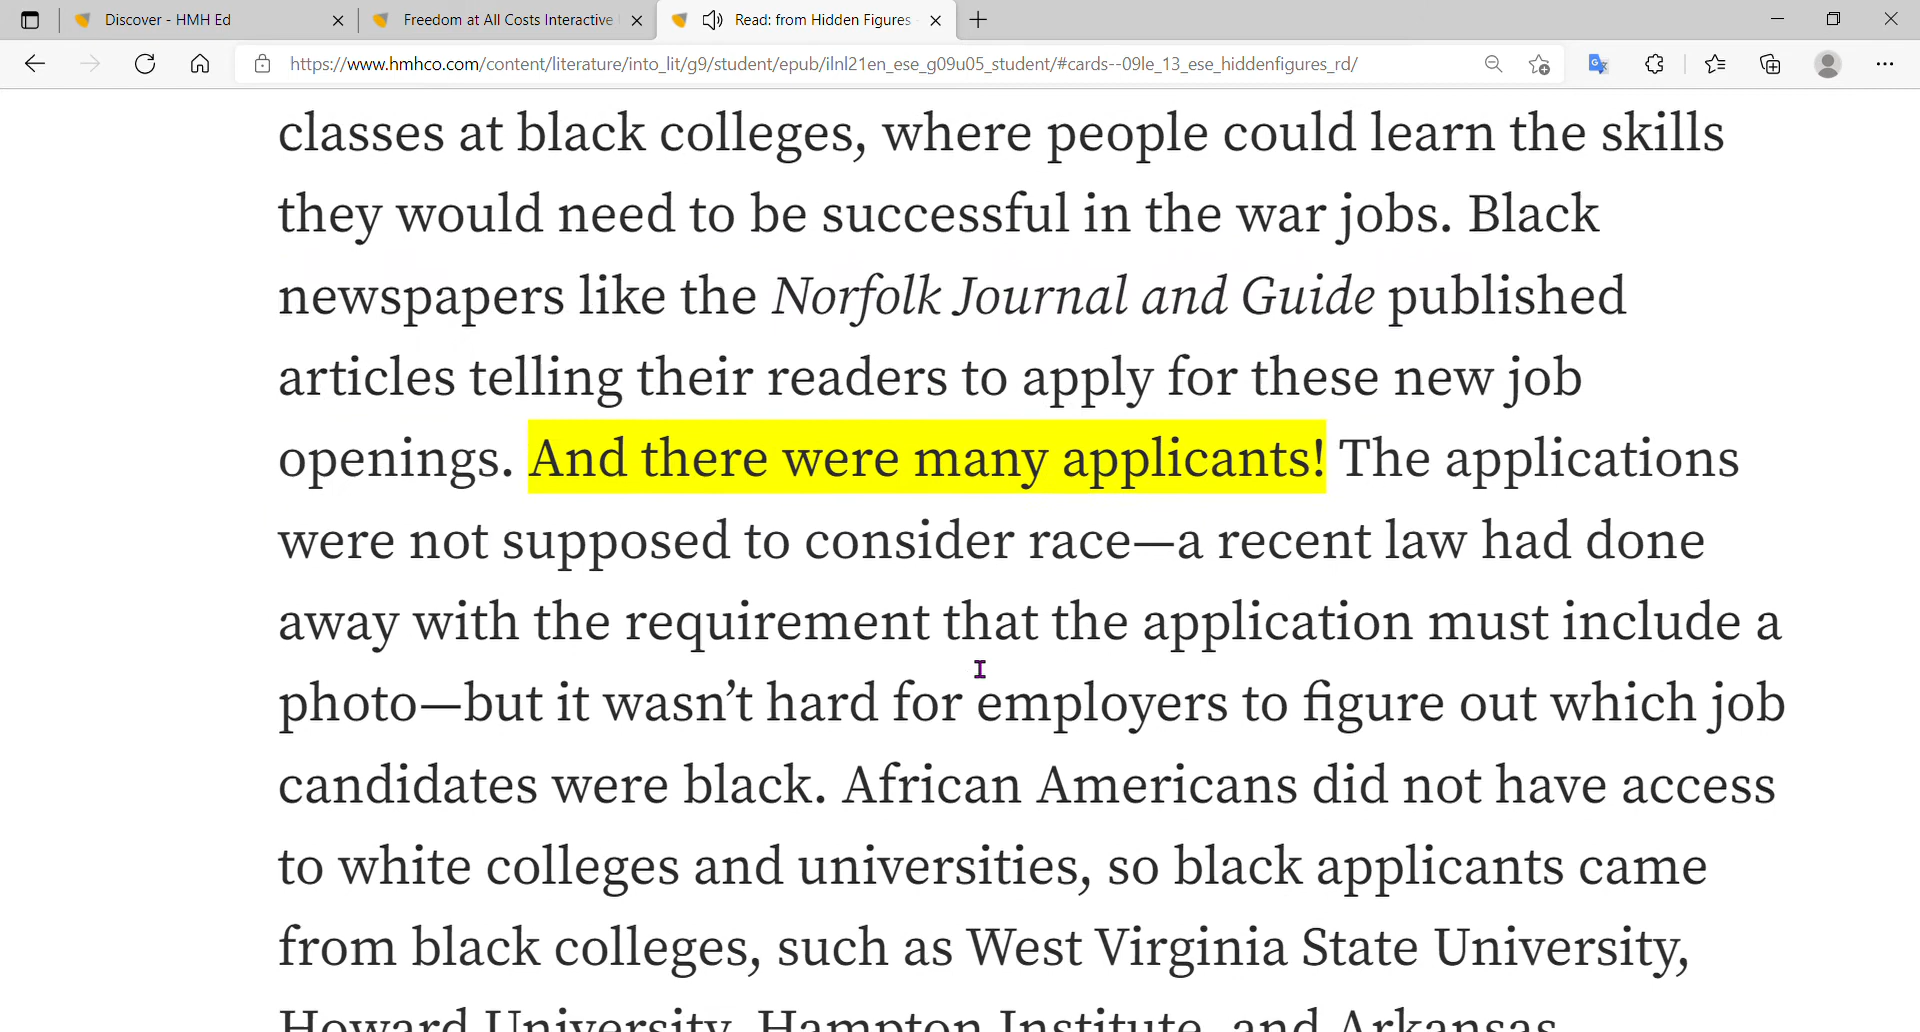 Discover - HMH Ed
Freedom at All Costs Interactive
Read: from Hidden Figures
https://www.hmhco.com/content/literature/into_lit/g9/student/epub/ilnl21en_ese_g09u05_student/#cards--09le_13_ese_hiddenfigures_rd/
classes at black colleges, where people could learn the skills
they would need to be successful in the war jobs. Black
newspapers like the Norfolk Journal and Guide published
articles telling their readers to apply for these new job
openings. And there were many applicants! The applications
were not supposed to consider race—a recent law had done
away with the requirement that the application must include a
photo—but it wasn’t hard for employers to figure out which job
candidates were black. African Americans did not have access
to white colleges and universities, so black applicants came
from black colleges, such as West Virginia State University,
Howard University, Hampton Institute, and Arkansas